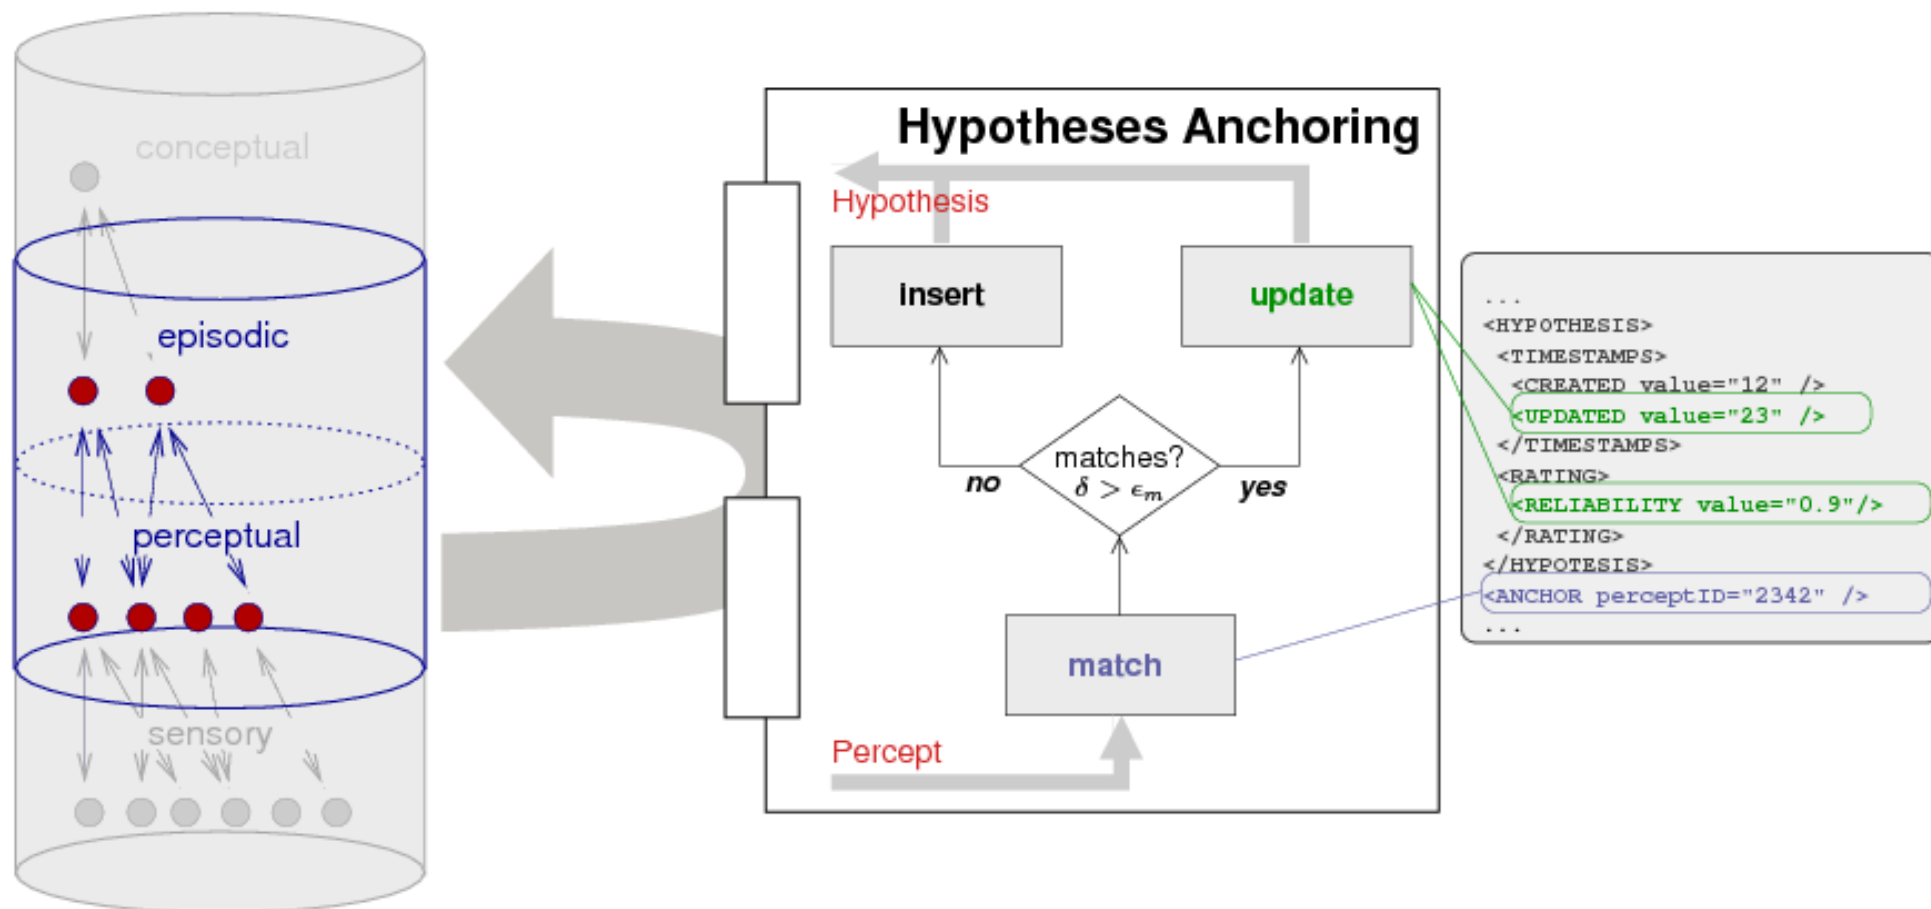 conceptual
episodic
perceptual
sensory
Hypotheses Anchoring
Hypothesis
insert
update
matches?
δ > ϵₘ
no
yes
match
Percept
...
<HYPOTHESIS>
<TIMESTAMPS>
<CREATED value="12" />
<UPDATED value="23" />
</TIMESTAMPS>
<RATING>
<RELIABILITY value="0.9"/>
</RATING>
</HYPOTESIS>
<ANCHOR perceptID="2342" />
...